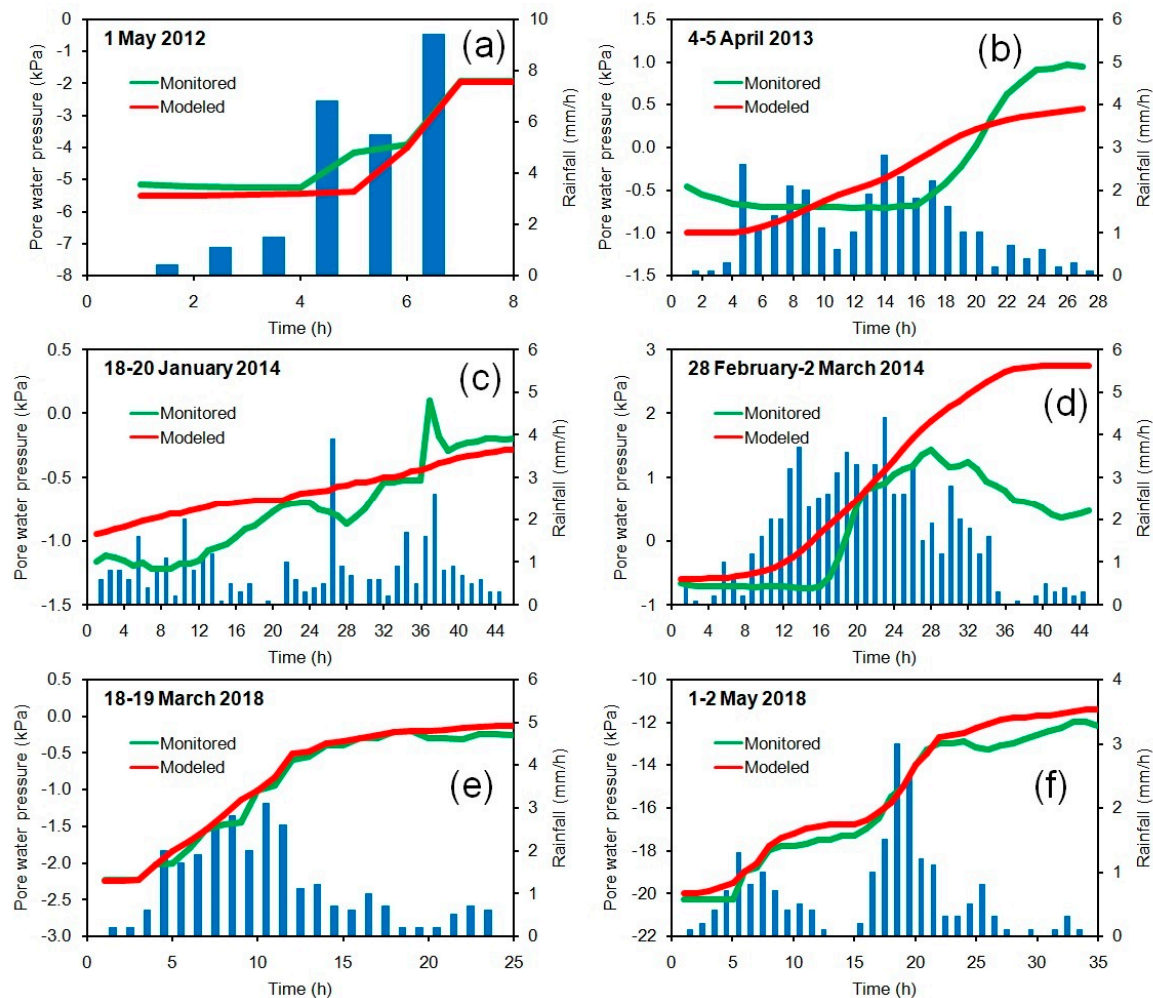 1 May 2012
(a)
Monitored
Modeled
Pore water pressure (kPa)
Rainfall (mm/h)
0
-1
-2
-3
-4
-5
-6
-7
-8
10
8
6
4
2
0
0 2 4 6 8
Time (h)
4-5 April 2013
(b)
Monitored
Modeled
Pore water pressure (kPa)
Rainfall (mm/h)
1.5
1.0
0.5
0.0
-0.5
-1.0
-1.5
6
5
4
3
2
1
0
0 2 4 6 8 10 12 14 16 18 20 22 24 26 28
Time (h)
18-20 January 2014
(c)
Monitored
Modeled
Pore water pressure (kPa)
Rainfall (mm/h)
0.5
0.0
-0.5
-1.0
-1.5
6
5
4
3
2
1
0
0 4 8 12 16 20 24 28 32 36 40 44
Time (h)
28 February-2 March 2014
(d)
Monitored
Modeled
Pore water pressure (kPa)
Rainfall (mm/h)
3
2
1
0
-1
6
5
4
3
2
1
0
0 4 8 12 16 20 24 28 32 36 40 44
Time (h)
18-19 March 2018
(e)
Monitored
Modeled
Pore water pressure (kPa)
Rainfall (mm/h)
0.5
0.0
-0.5
-1.0
-1.5
-2.0
-2.5
-3.0
6
5
4
3
2
1
0
0 5 10 15 20 25
Time (h)
1-2 May 2018
(f)
Monitored
Modeled
Pore water pressure (kPa)
Rainfall (mm/h)
-10
-12
-14
-16
-18
-20
-22
4
3
2
1
0
0 5 10 15 20 25 30 35
Time (h)